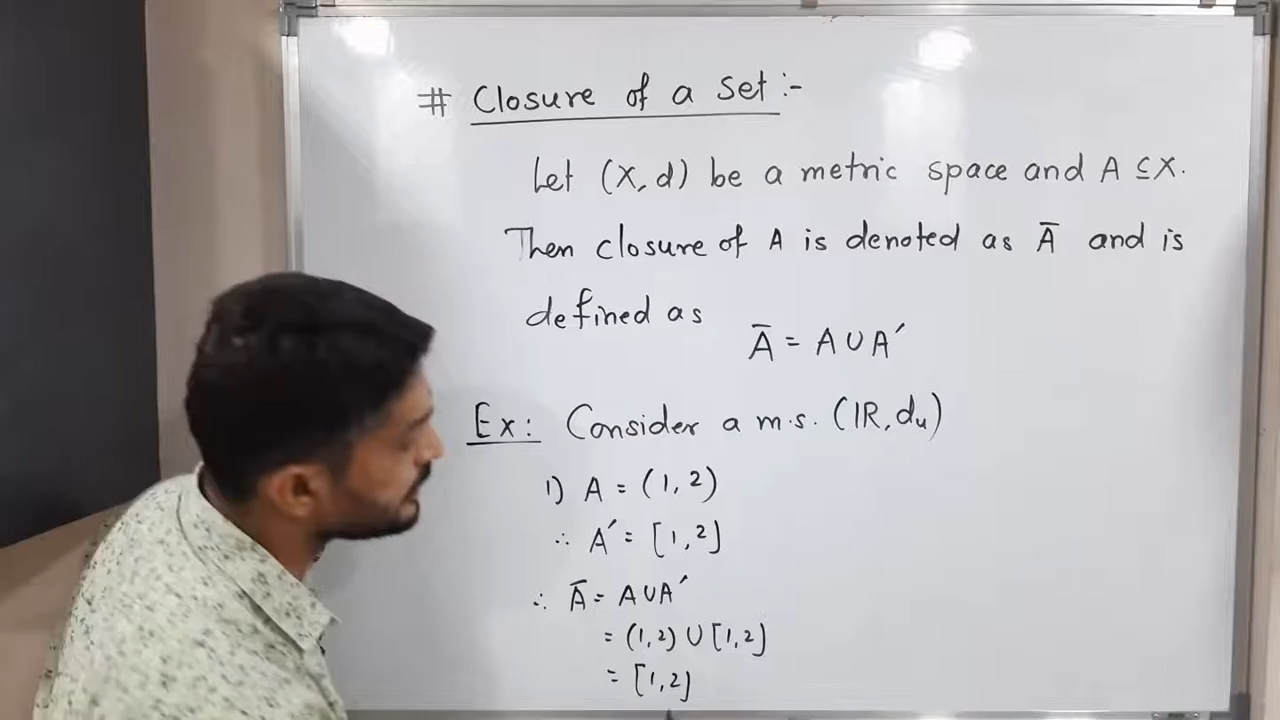 # Closure of a set :-
Let (X, d) be a metric space and A ⊆ X.
Then closure of A is denoted as Ā and is
defined as
Ā = A ∪ A′
Ex: Consider a m.s. (ℝ, dᵤ)
1) A = (1, 2)
∴ A′ = [1, 2]
∴ Ā = A ∪ A′
= (1, 2) ∪ [1, 2]
= [1, 2]